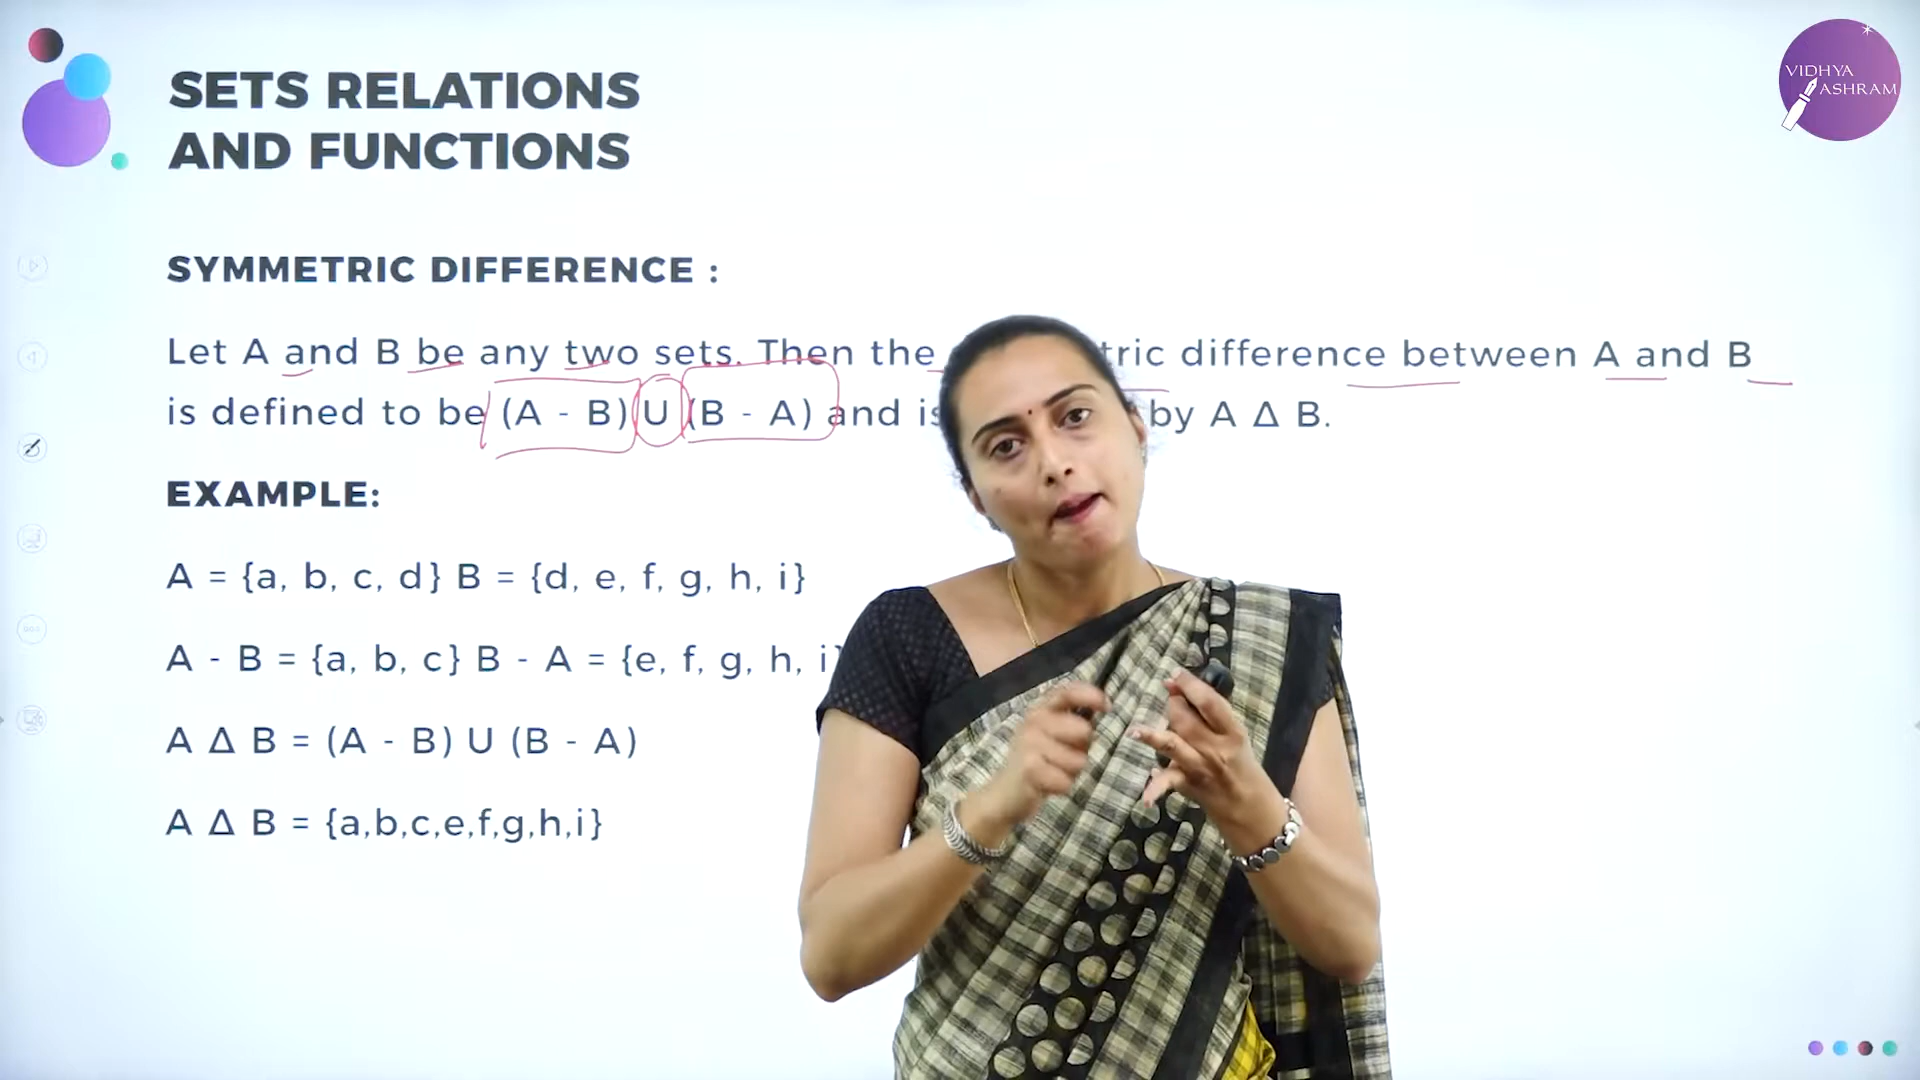 SETS RELATIONS
AND FUNCTIONS
VIDHYA
ASHRAM
SYMMETRIC DIFFERENCE :
Let A and B be any two sets. Then the tric difference between A and B
is defined to be (A - B) U (B - A) and is by A Δ B.
EXAMPLE:
A = {a, b, c, d} B = {d, e, f, g, h, i}
A - B = {a, b, c} B - A = {e, f, g, h, i}
A Δ B = (A - B) U (B - A)
A Δ B = {a,b,c,e,f,g,h,i}